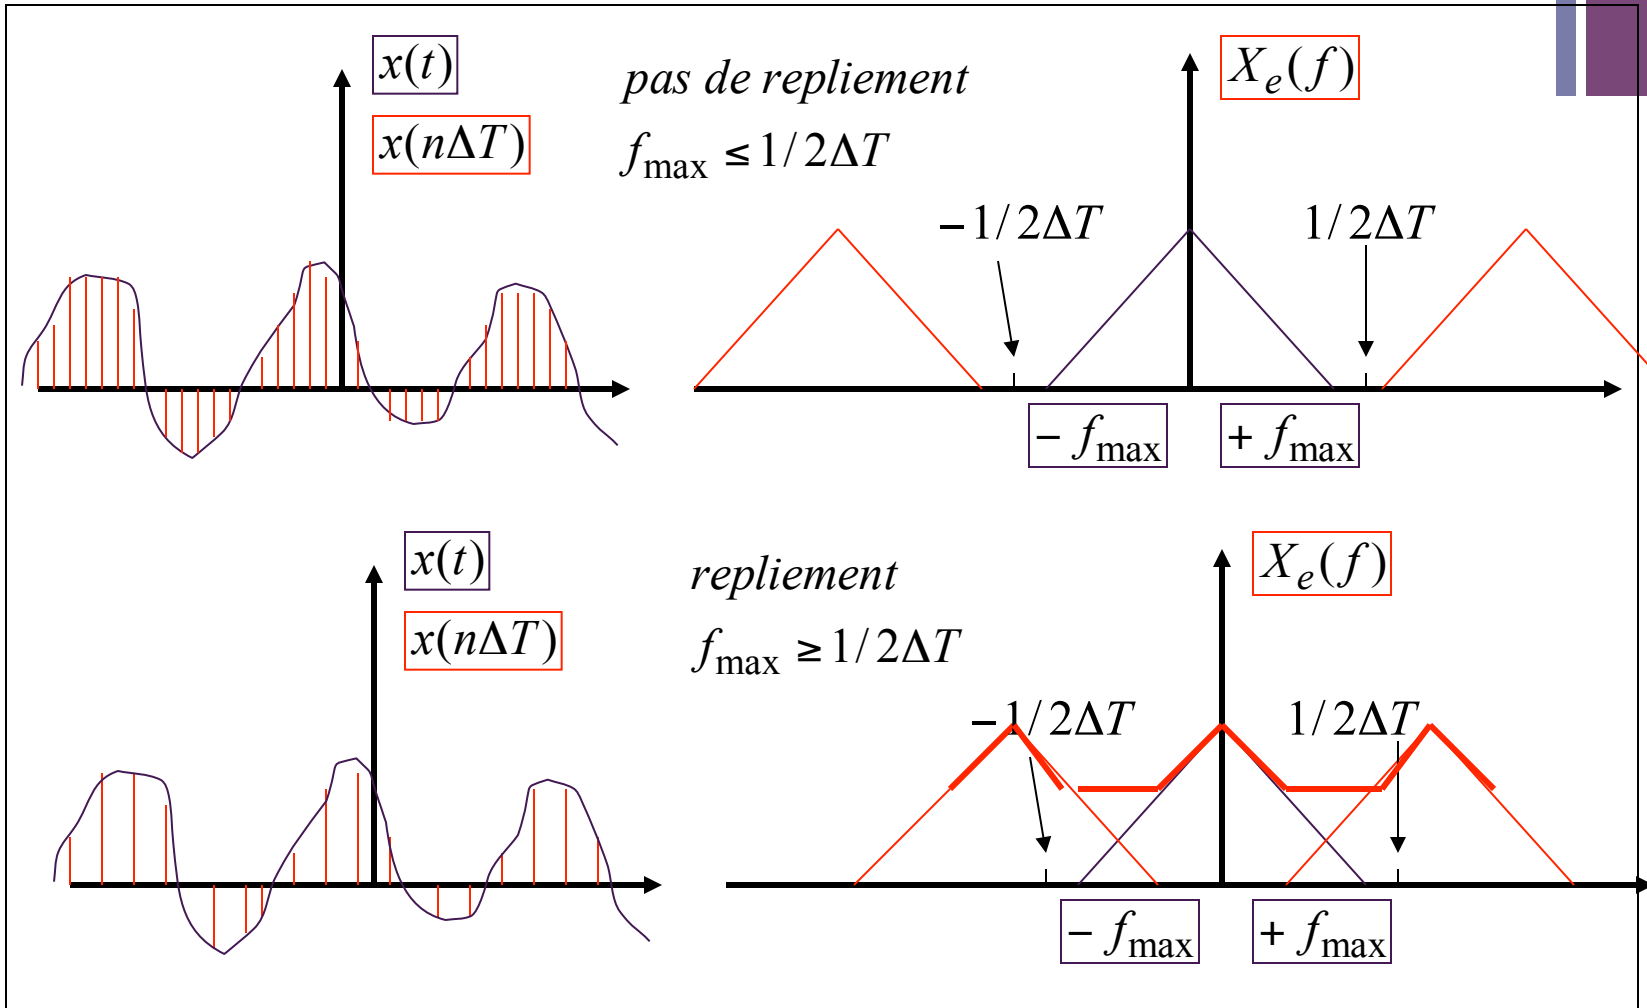 x(t)
x(nΔT)
pas de repliement
f_max ≤ 1/2ΔT
X_e(f)
−1/2ΔT
1/2ΔT
− f_max
+ f_max
x(t)
x(nΔT)
repliement
f_max ≥ 1/2ΔT
X_e(f)
−1/2ΔT
1/2ΔT
− f_max
+ f_max